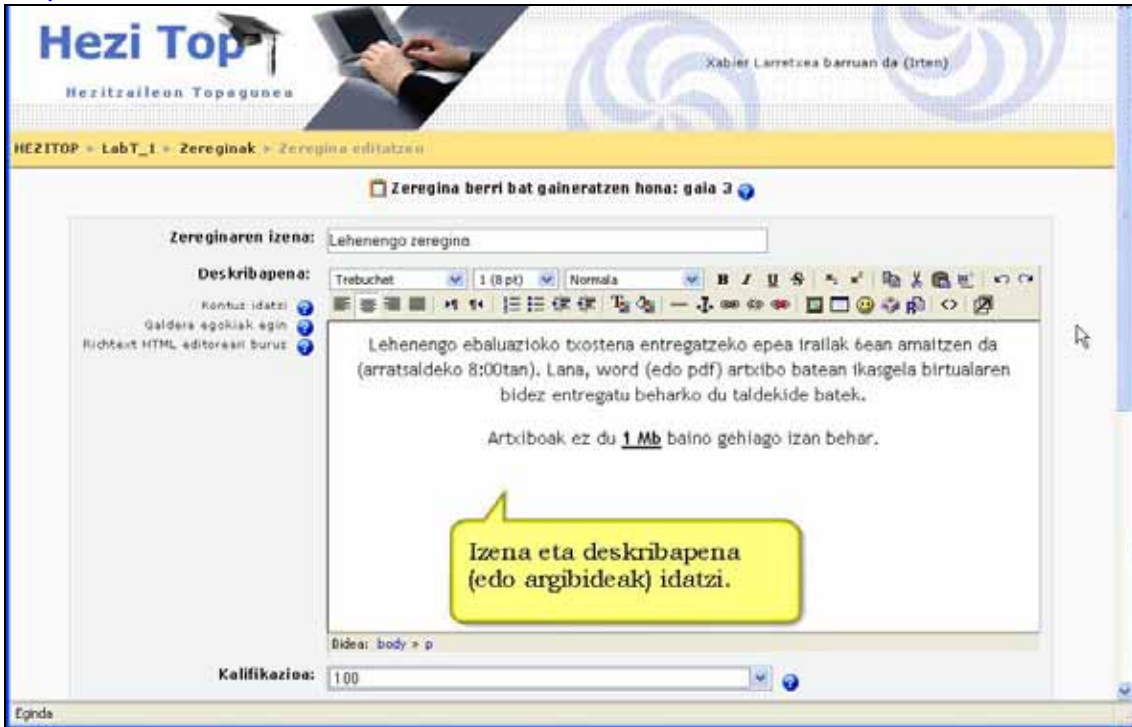 Hezi Top
Hezitzaileon Topagunea
Xabier Larretxea barruan da (Irten)
HEZITOP » LabT_1 » Zereginak » Zeregina editatzen
Zeregina berri bat gaineratzen hona: gaia 3
Zereginaren izena: Lehenengo zeregina
Deskribapena:
Trebuchet 1 (8 pt) Normala
Kontuz idatzi
Galdera egokiak egin
Richtext HTML editoreari buruz
Lehenengo ebaluazioko txostena entregatzeko epea irailak 6ean amaitzen da
(arratsaldeko 8:00tan). Lana, word (edo pdf) artxibo batean ikasgela birtualaren
bidez entregatu beharko du taldekide batek.
Artxiboak ez du 1 Mb baino gehiago izan behar.
Izena eta deskribapena
(edo argibideak) idatzi.
Bidea: body » p
Kalifikazioa: 100
Eginda